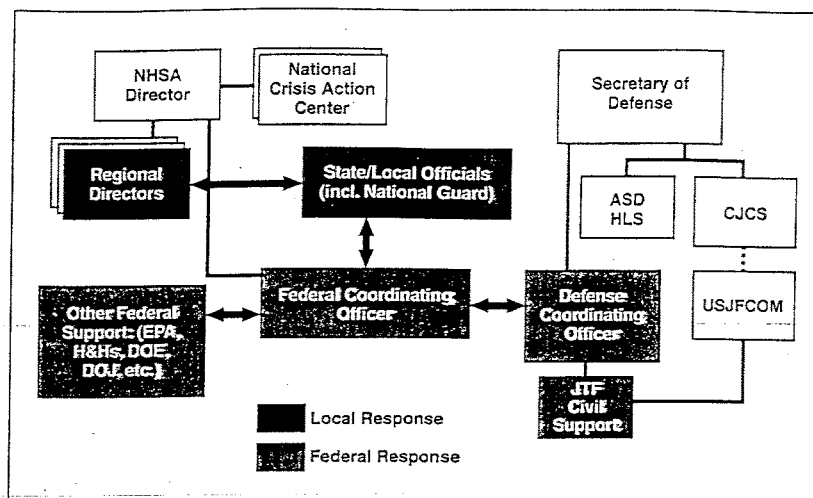 NHSA
Director
National
Crisis Action
Center
Secretary of
Defense
Regional
Directors
State/Local Officials
(incl. National Guard)
ASD
HLS
CJCS
Other Federal
Support: (EPA,
H&Hs, DOE,
DOJ, etc.)
Federal Coordinating
Officer
Defense
Coordinating
Officer
USJFCOM
JTF
Civil
Support
Local Response
Federal Response